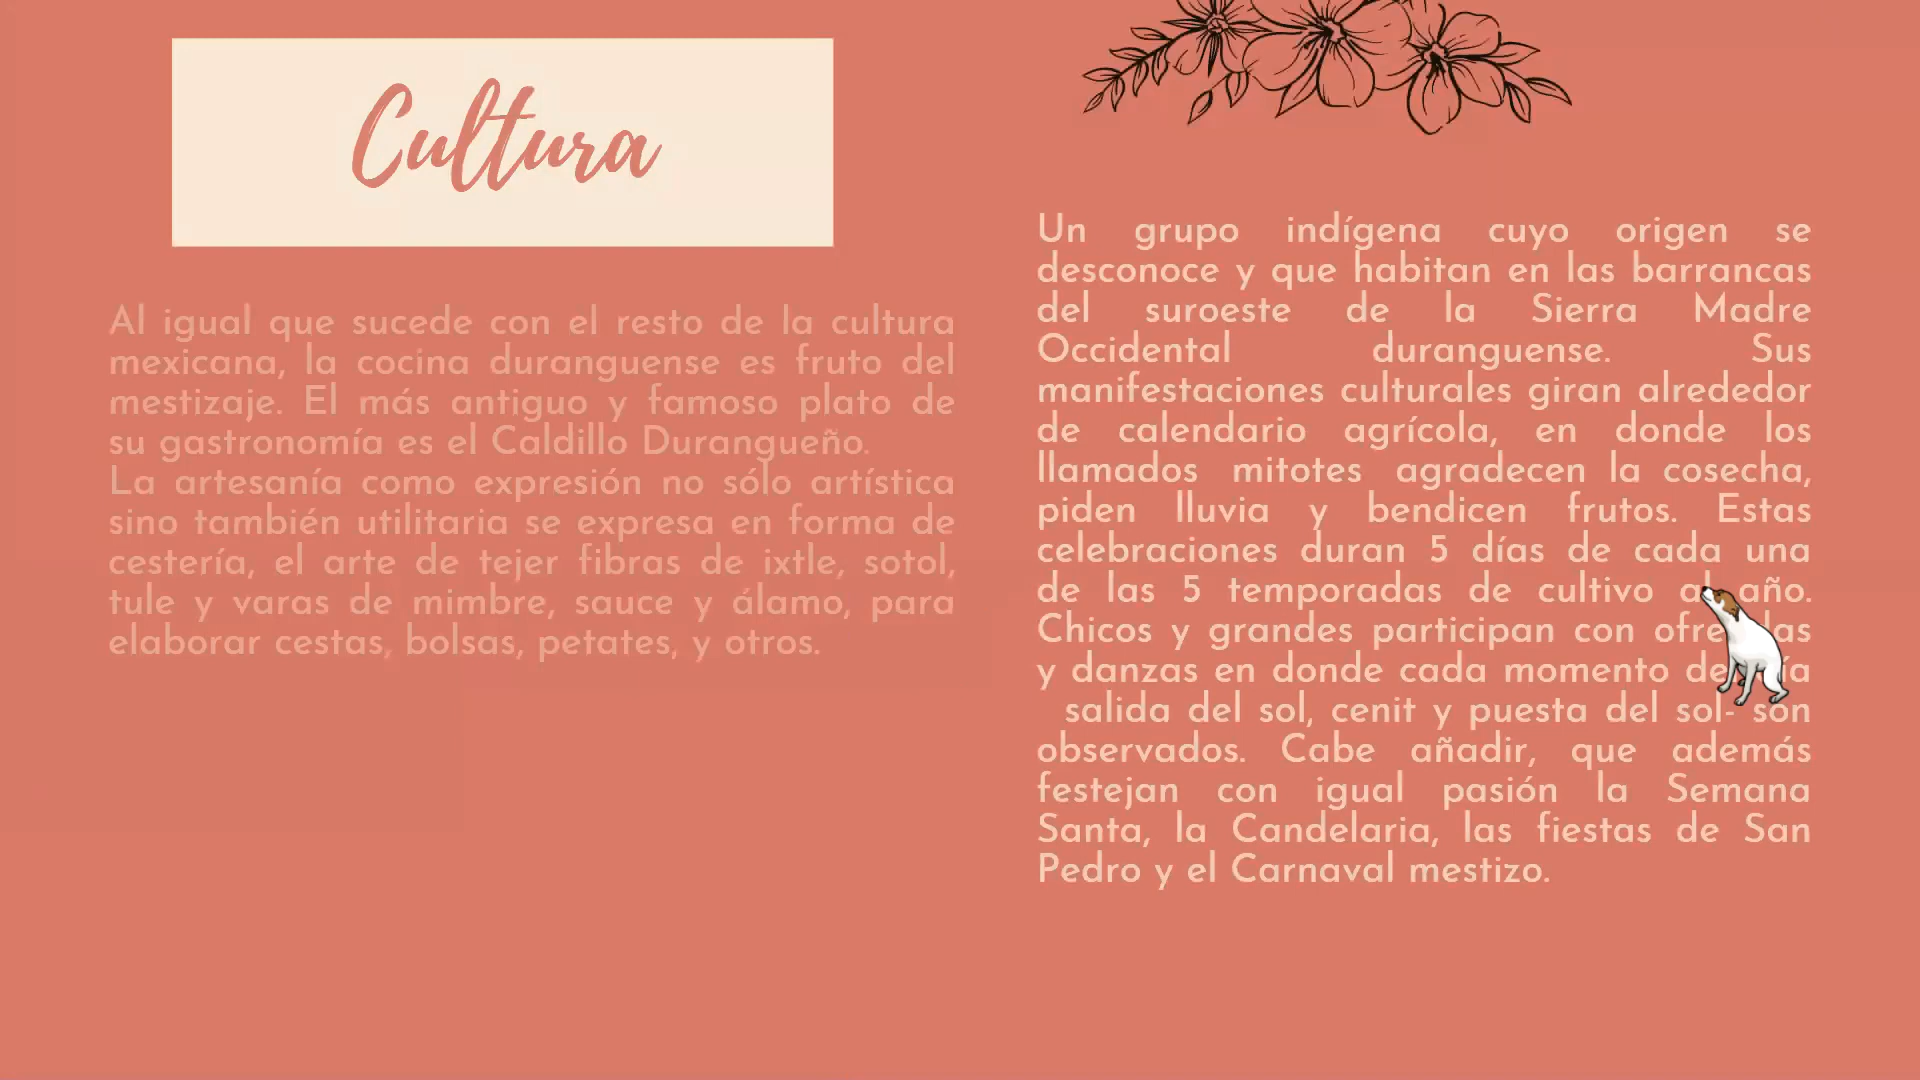 Cultura
Al igual que sucede con el resto de la cultura
mexicana, la cocina duranguense es fruto del
mestizaje. El más antiguo y famoso plato de
su gastronomía es el Caldillo Durangueño.
La artesanía como expresión no sólo artística
sino también utilitaria se expresa en forma de
cestería, el arte de tejer fibras de ixtle, sotol,
tule y varas de mimbre, sauce y álamo, para
elaborar cestas, bolsas, petates, y otros.
Un grupo indígena cuyo origen se
desconoce y que habitan en las barrancas
del suroeste de la Sierra Madre
Occidental duranguense. Sus
manifestaciones culturales giran alrededor
de calendario agrícola, en donde los
llamados mitotes agradecen la cosecha,
piden lluvia y bendicen frutos. Estas
celebraciones duran 5 días de cada una
de las 5 temporadas de cultivo al año.
Chicos y grandes participan con
y danzas en donde cada momento
salida del sol, cenit y puesta del sol- son
observados. Cabe añadir, que además
festejan con igual pasión la Semana
Santa, la Candelaria, las fiestas de San
Pedro y el Carnaval mestizo.